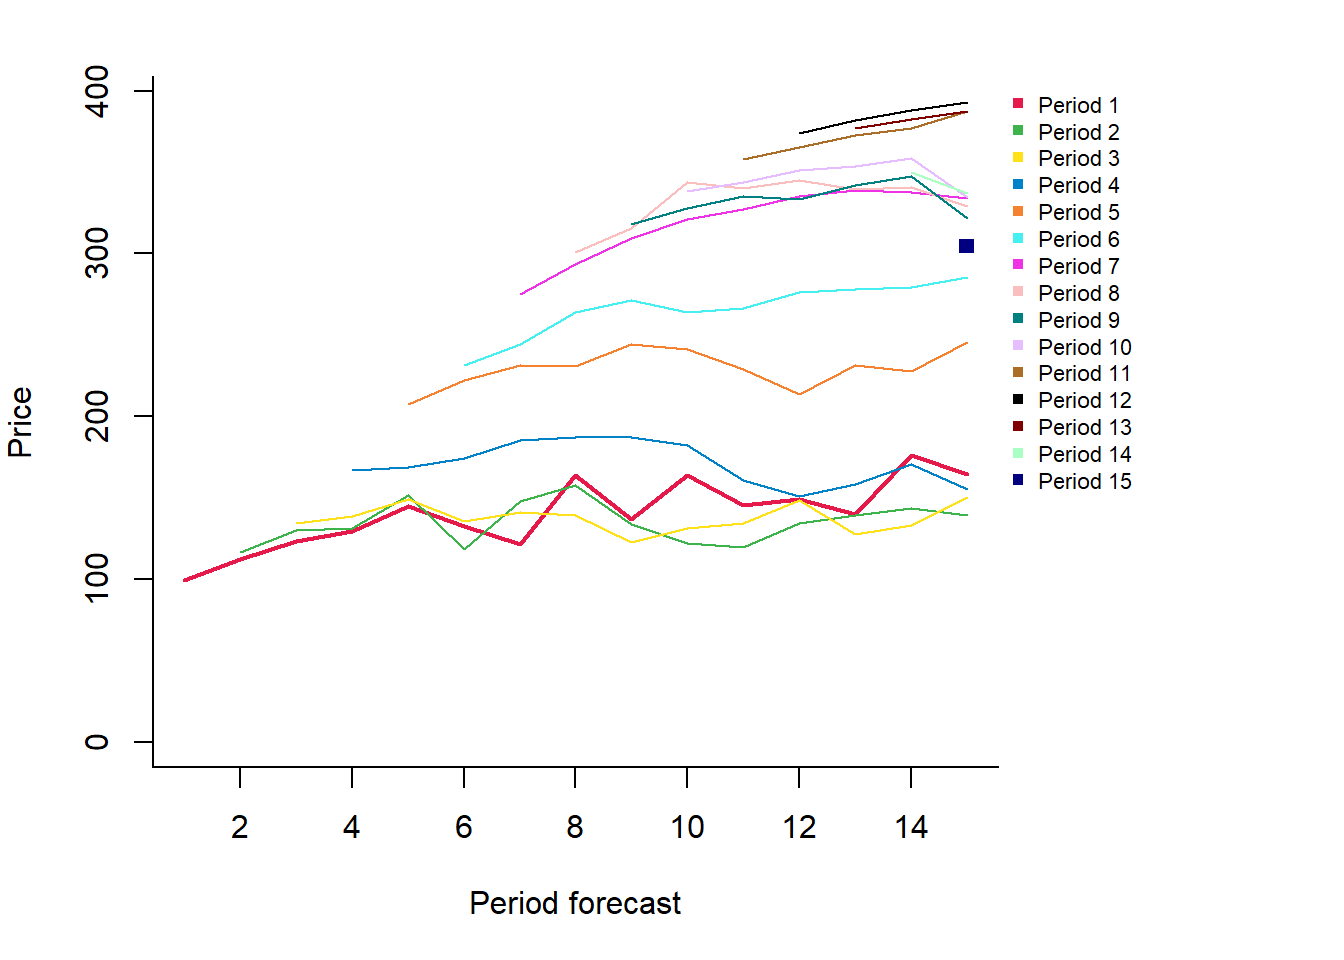 Price
400
300
200
100
0
2 4 6 8 10 12 14
Period forecast
Period 1
Period 2
Period 3
Period 4
Period 5
Period 6
Period 7
Period 8
Period 9
Period 10
Period 11
Period 12
Period 13
Period 14
Period 15